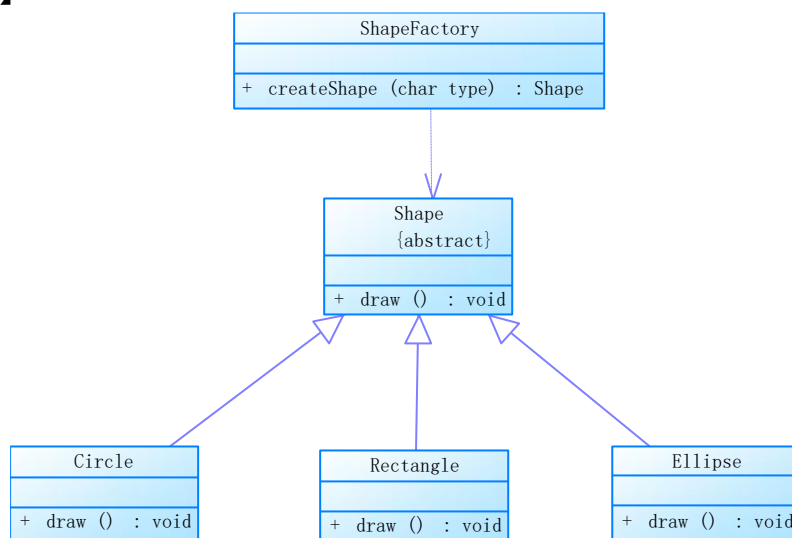 ShapeFactory
+ createShape (char type) : Shape
Shape
{abstract}
+ draw () : void
Circle
+ draw () : void
Rectangle
+ draw () : void
Ellipse
+ draw () : void